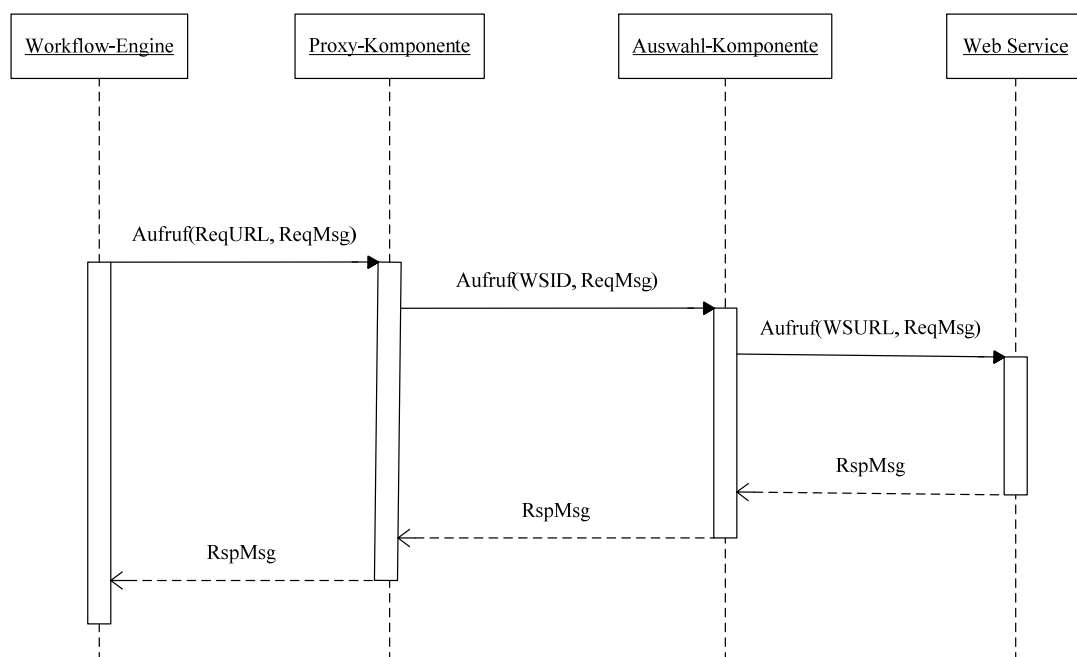 Workflow-Engine
Proxy-Komponente
Auswahl-Komponente
Web Service
Aufruf(ReqURL, ReqMsg)
Aufruf(WSID, ReqMsg)
Aufruf(WSURL, ReqMsg)
RspMsg
RspMsg
RspMsg